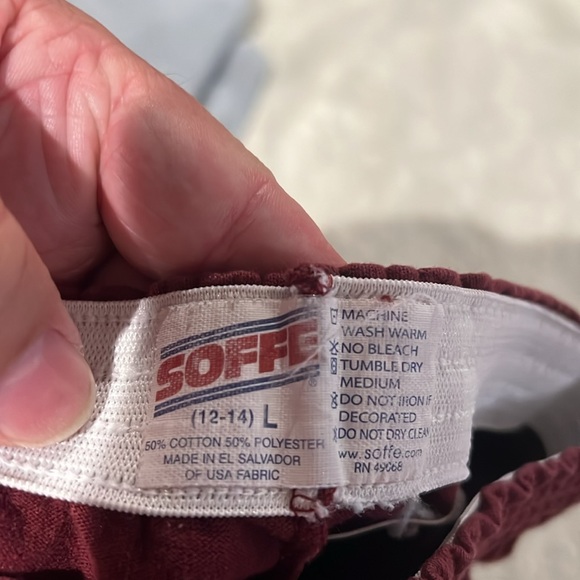 SOFFE
®
(12-14) L
50% COTTON 50% POLYESTER
MADE IN EL SALVADOR
OF USA FABRIC
MACHINE
WASH WARM
NO BLEACH
TUMBLE DRY
MEDIUM
DO NOT IRON IF
DECORATED
DO NOT DRY CLEAN
www.soffe.com
RN 49068